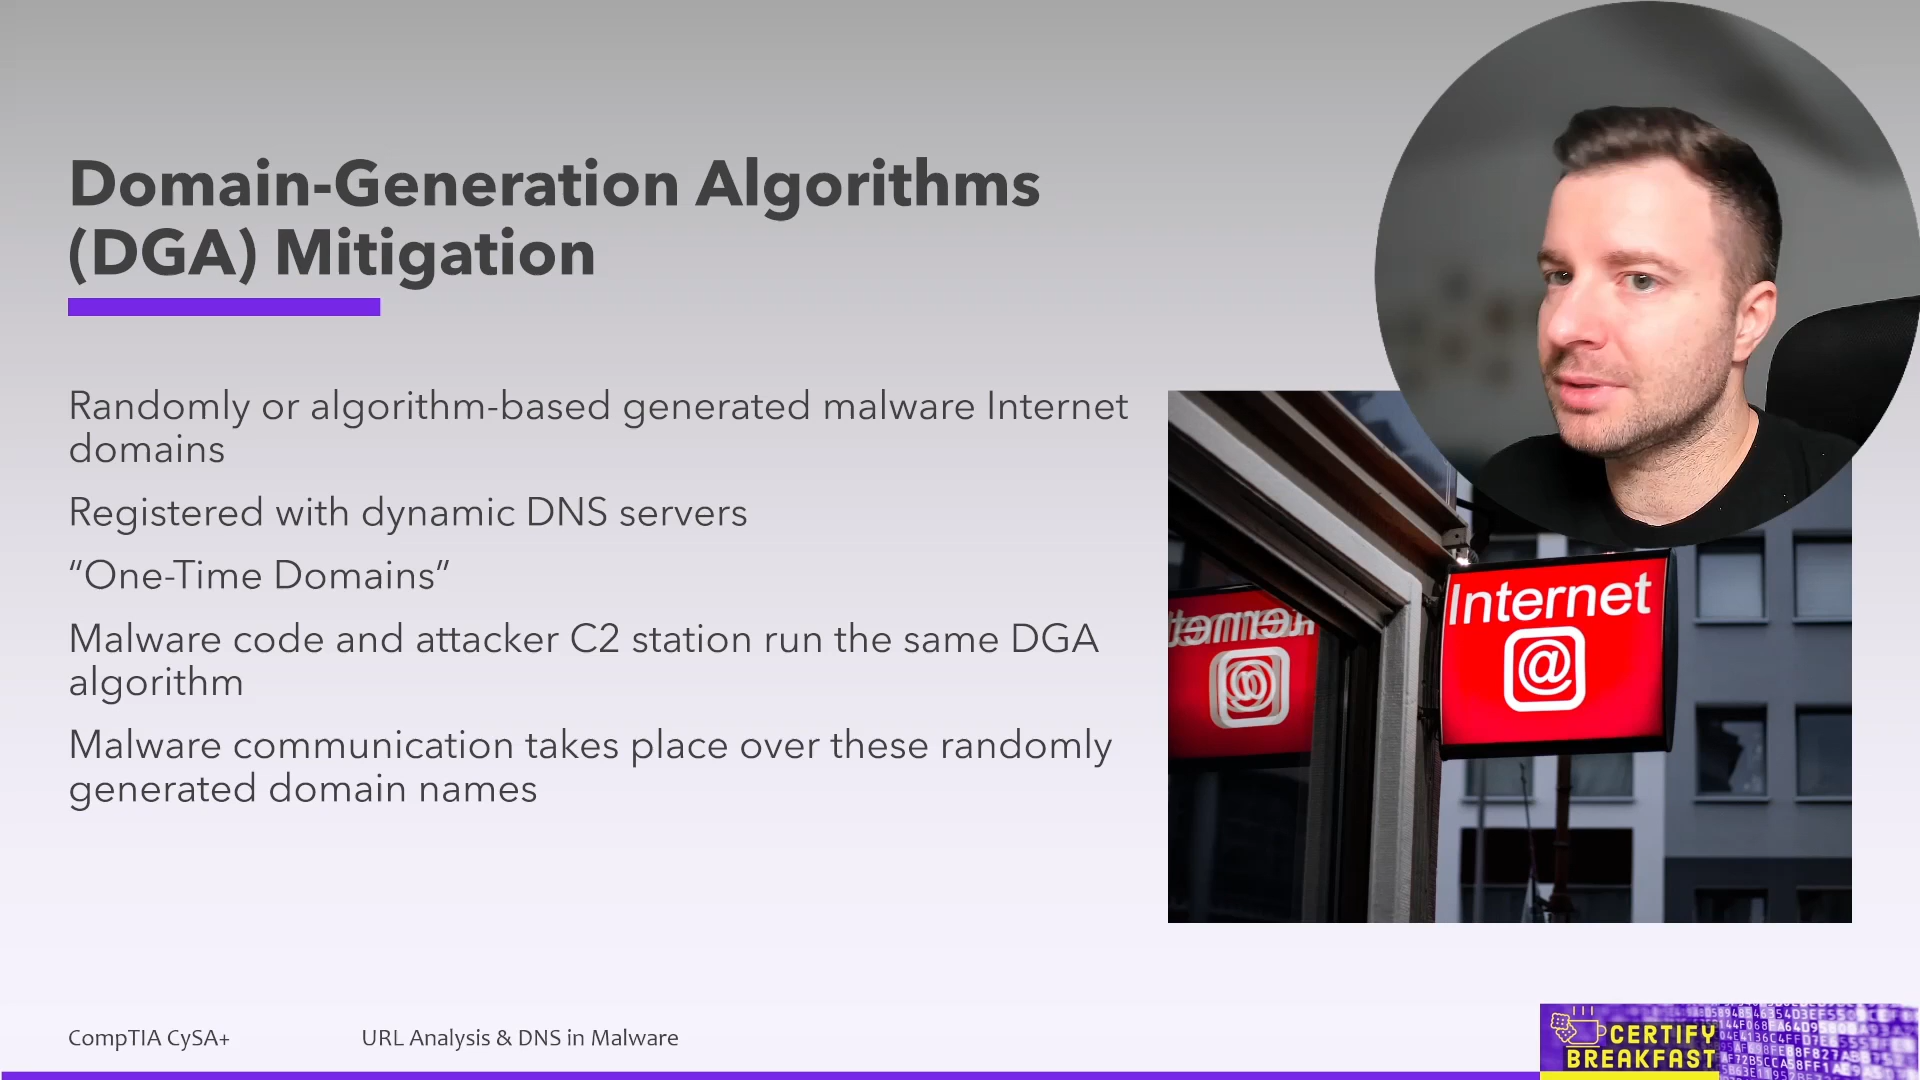 Domain-Generation Algorithms
(DGA) Mitigation
Randomly or algorithm-based generated malware Internet
domains
Registered with dynamic DNS servers
“One-Time Domains”
Malware code and attacker C2 station run the same DGA
algorithm
Malware communication takes place over these randomly
generated domain names
Internet
@
CompTIA CySA+
URL Analysis & DNS in Malware
CERTIFY
BREAKFAST